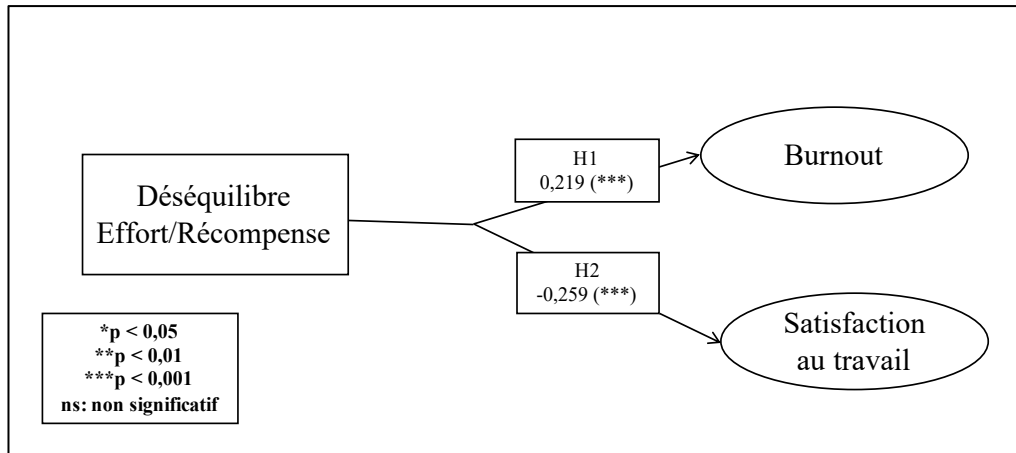 H1
0,219 (***)
Burnout
Déséquilibre
Effort/Récompense
H2
-0,259 (***)
Satisfaction
au travail
*p < 0,05
**p < 0,01
***p < 0,001
ns: non significatif